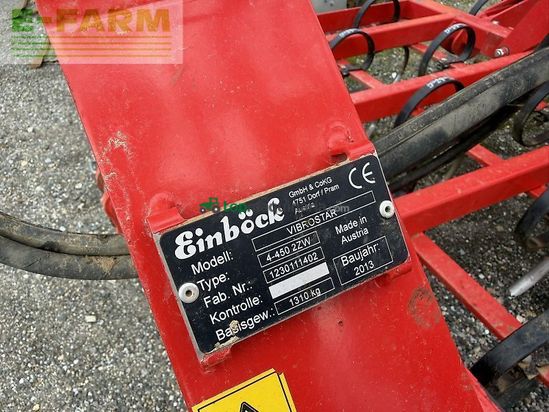 E-FARM
Einböck
GmbH & CoKG
4751 Dorf / Pram
CE
Modell: VIBROSTAR
Type: 4-450 2ZW
Fab. Nr.: 1230111402
Kontrolle:
Basisgew.: 1310 kg
Made in
Austria
Baujahr:
2013